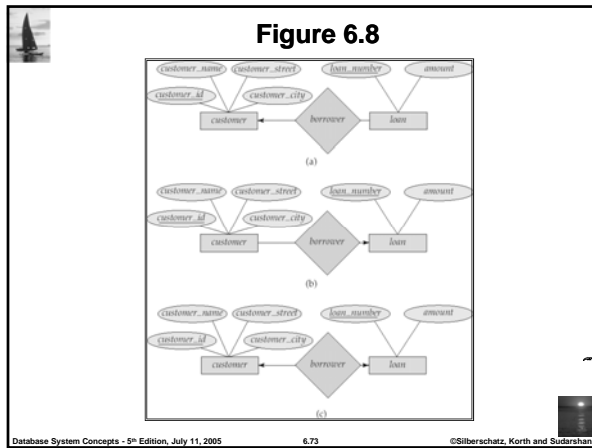 Figure 6.8
customer_name customer_street loan_number amount
customer_id customer_city
customer borrower loan
(a)
customer_name customer_street loan_number amount
customer_id customer_city
customer borrower loan
(b)
customer_name customer_street loan_number amount
customer_id customer_city
customer borrower loan
(c)
Database System Concepts - 5th Edition, July 11, 2005 6.73 ©Silberschatz, Korth and Sudarshan